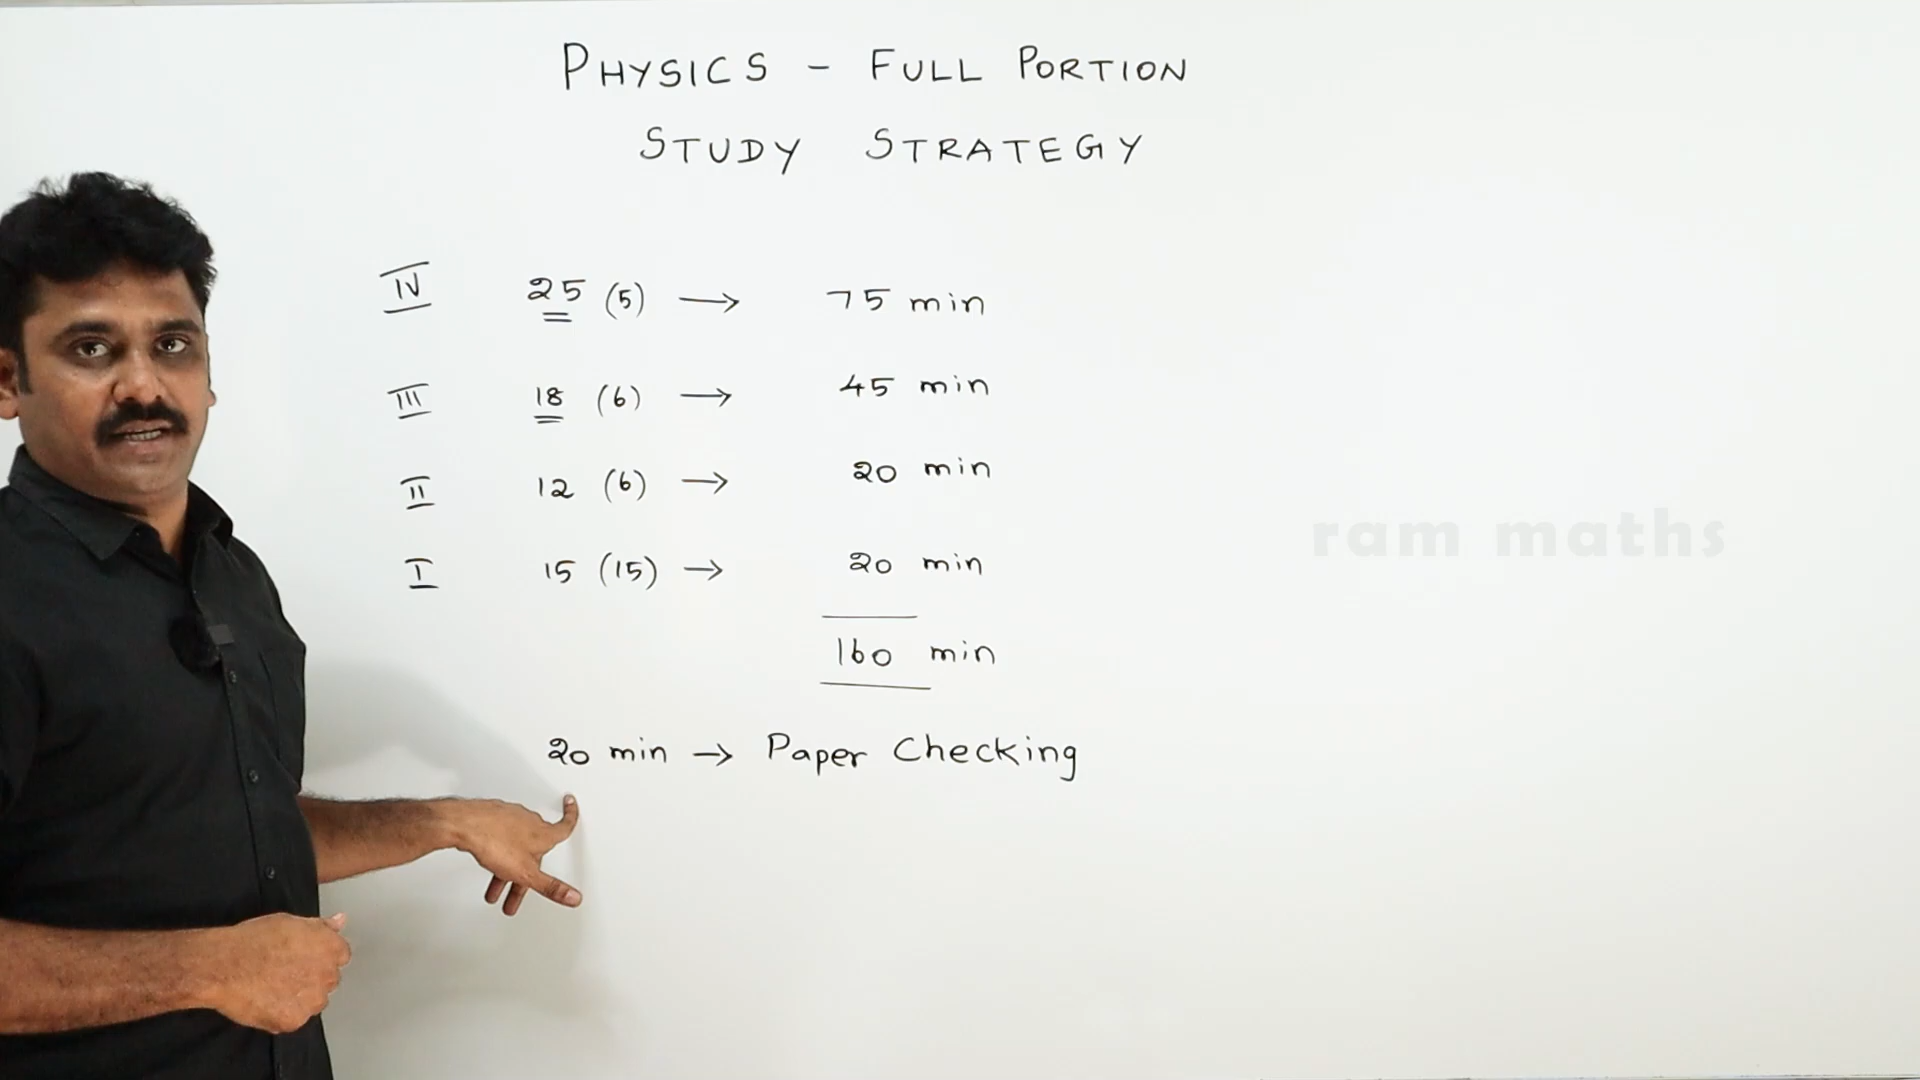 PHYSICS - FULL PORTION
STUDY STRATEGY
IV 25 (5) → 75 min
III 18 (6) → 45 min
II 12 (6) → 20 min
I 15 (15) → 20 min
160 min
20 min → Paper Checking
ram maths